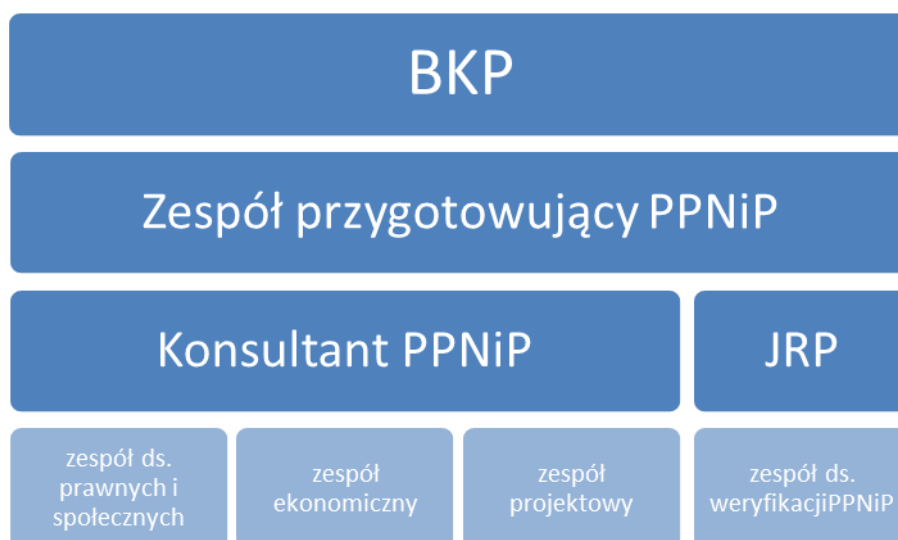 BKP
Zespół przygotowujący PPNiP
Konsultant PPNiP
JRP
zespół ds.
prawnych i
społecznych
zespół
ekonomiczny
zespół
projektowy
zespół ds.
weryfikacjiPPNiP